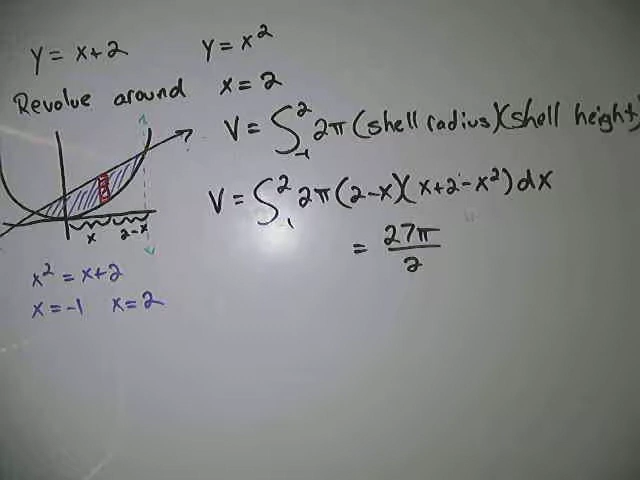 y = x+2 y = x²
Revolve around x = 2
V = ∫₋₁² 2π (shell radius)(shell height)
V = ∫₋₁² 2π (2-x)(x+2-x²) dx
= 27π/2
x 2-x
x² = x+2
x = -1 x = 2